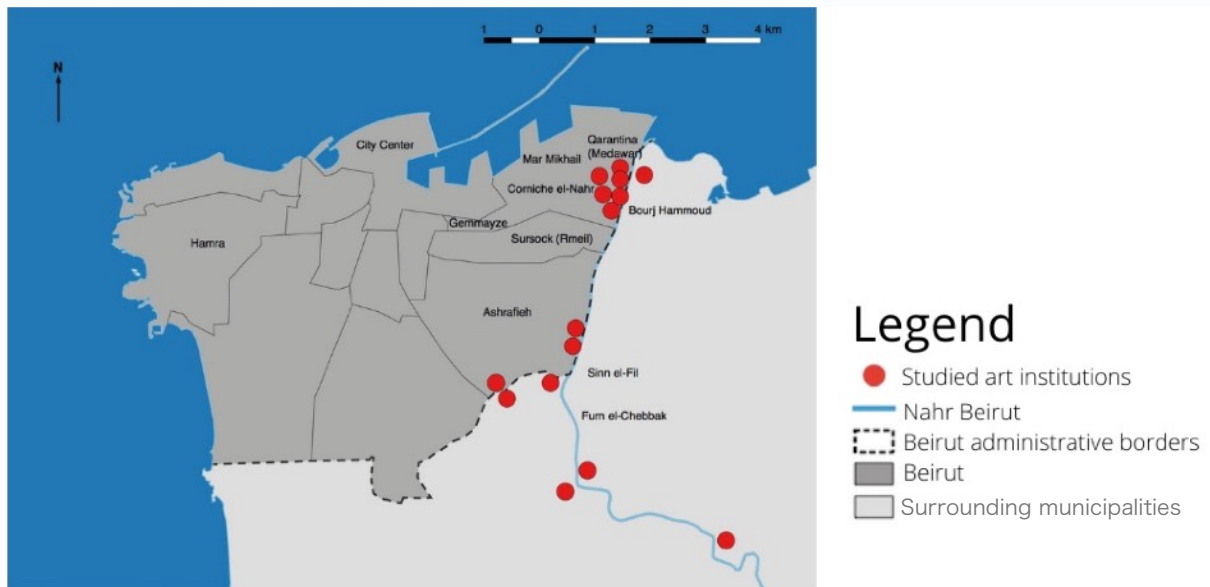 1 0 1 2 3 4 km
N
City Center
Qarantina
(Medawar)
Mar Mikhail
Corniche el-Nahr
Bourj Hammoud
Gemmayze
Sursock (Rmeil)
Hamra
Ashrafieh
Sinn el-Fil
Furn el-Chebbak
Legend
Studied art institutions
Nahr Beirut
Beirut administrative borders
Beirut
Surrounding municipalities